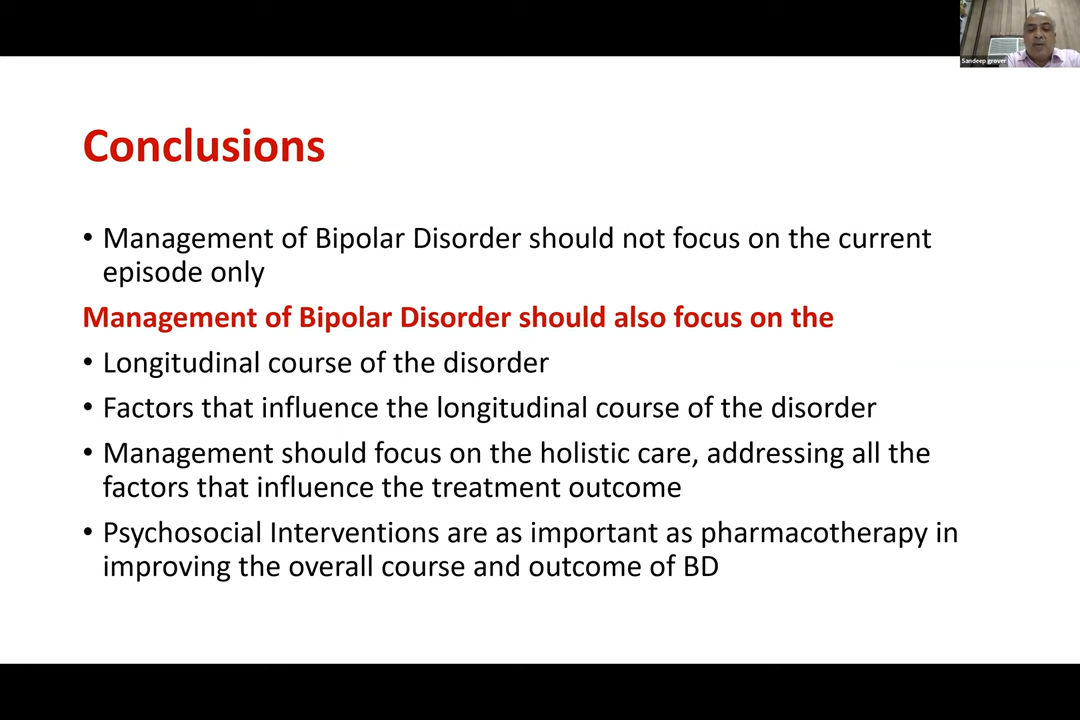 Sandeep grover
Conclusions
• Management of Bipolar Disorder should not focus on the current
episode only
Management of Bipolar Disorder should also focus on the
• Longitudinal course of the disorder
• Factors that influence the longitudinal course of the disorder
• Management should focus on the holistic care, addressing all the
factors that influence the treatment outcome
• Psychosocial Interventions are as important as pharmacotherapy in
improving the overall course and outcome of BD